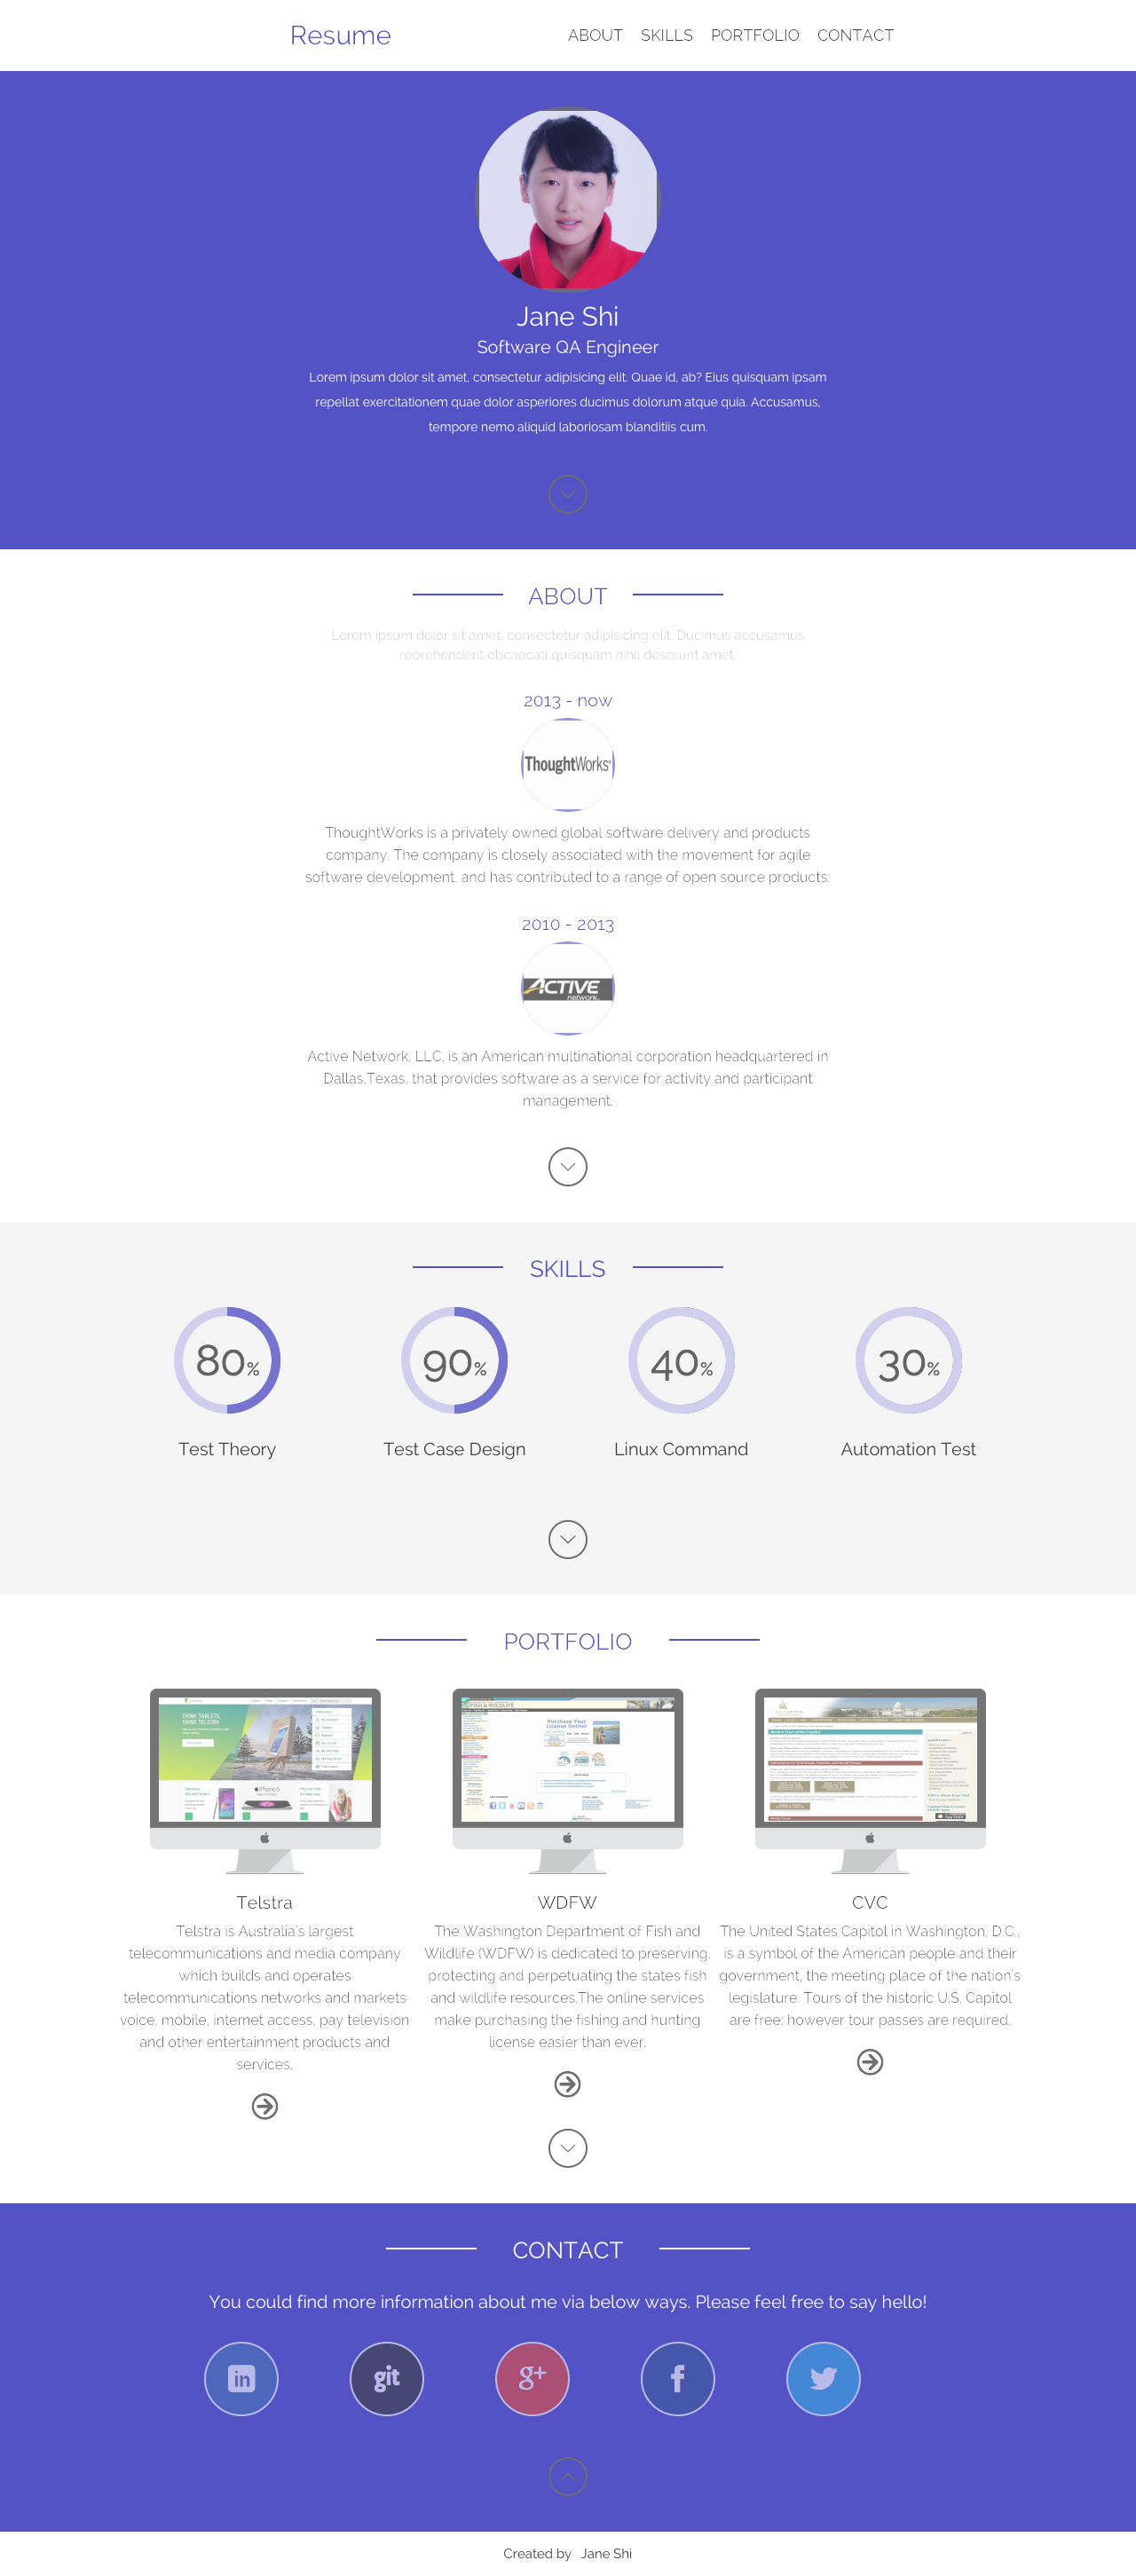 Resume
ABOUT SKILLS PORTFOLIO CONTACT
Jane Shi
Software QA Engineer
Lorem ipsum dolor sit amet, consectetur adipisicing elit. Quae id, ab? Eius quisquam ipsam
repellat exercitationem quae dolor asperiores ducimus dolorum atque quia. Accusamus,
tempore nemo aliquid laboriosam blanditiis cum.
ABOUT
Lorem ipsum dolor sit amet, consectetur adipisicing elit. Ducimus accusamus
reprehenderit obcaecati quisquam nihil deserunt amet.
2013 - now
ThoughtWorks
ThoughtWorks is a privately owned global software delivery and products
company. The company is closely associated with the movement for agile
software development, and has contributed to a range of open source products.
2010 - 2013
ACTIVE
network
Active Network, LLC, is an American multinational corporation headquartered in
Dallas,Texas, that provides software as a service for activity and participant
management.
SKILLS
80% 90% 40% 30%
Test Theory Test Case Design Linux Command Automation Test
PORTFOLIO
THINK TABLETS,
THINK TELSTRA
Purchase Your
License Online!
Telstra
Telstra is Australia's largest
telecommunications and media company
which builds and operates
telecommunications networks and markets
voice, mobile, internet access, pay television
and other entertainment products and
services.
WDFW
The Washington Department of Fish and
Wildlife (WDFW) is dedicated to preserving,
protecting and perpetuating the states fish
and wildlife resources.The online services
make purchasing the fishing and hunting
license easier than ever.
CVC
The United States Capitol in Washington, D.C.,
is a symbol of the American people and their
government, the meeting place of the nation's
legislature. Tours of the historic U.S. Capitol
are free; however tour passes are required.
CONTACT
You could find more information about me via below ways. Please feel free to say hello!
in git g+ f
Created by Jane Shi